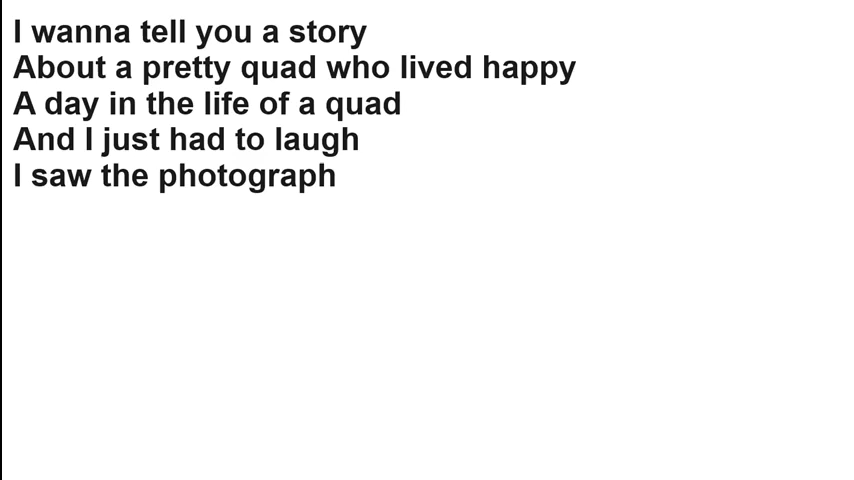 I wanna tell you a story
About a pretty quad who lived happy
A day in the life of a quad
And I just had to laugh
I saw the photograph